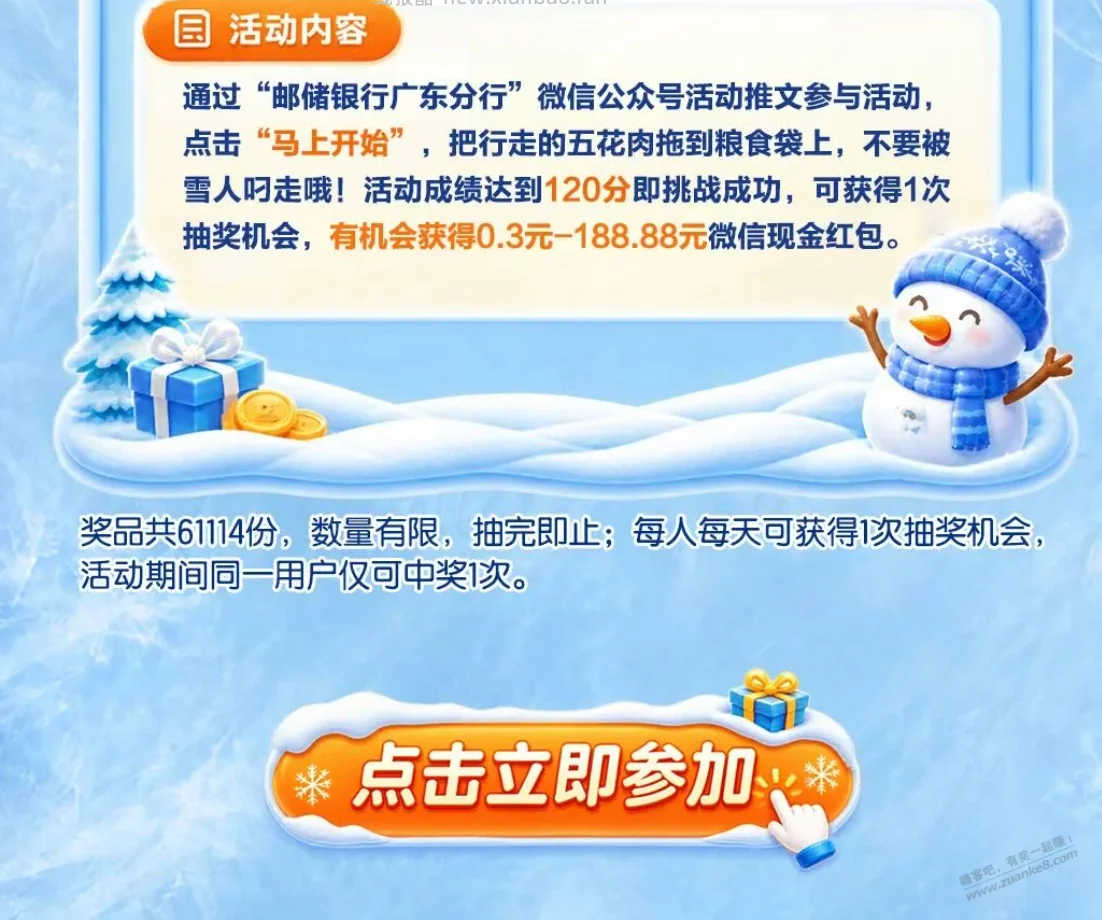 new.xianbao.fun
活动内容
通过“邮储银行广东分行”微信公众号活动推文参与活动，
点击“马上开始”，把行走的五花肉拖到粮食袋上，不要被
雪人叼走哦！活动成绩达到120分即挑战成功，可获得1次
抽奖机会，有机会获得0.3元-188.88元微信现金红包。
奖品共61114份，数量有限，抽完即止；每人每天可获得1次抽奖机会，
活动期间同一用户仅可中奖1次。
点击立即参加
赚客吧，有奖一起赚！
www.zuanke8.com